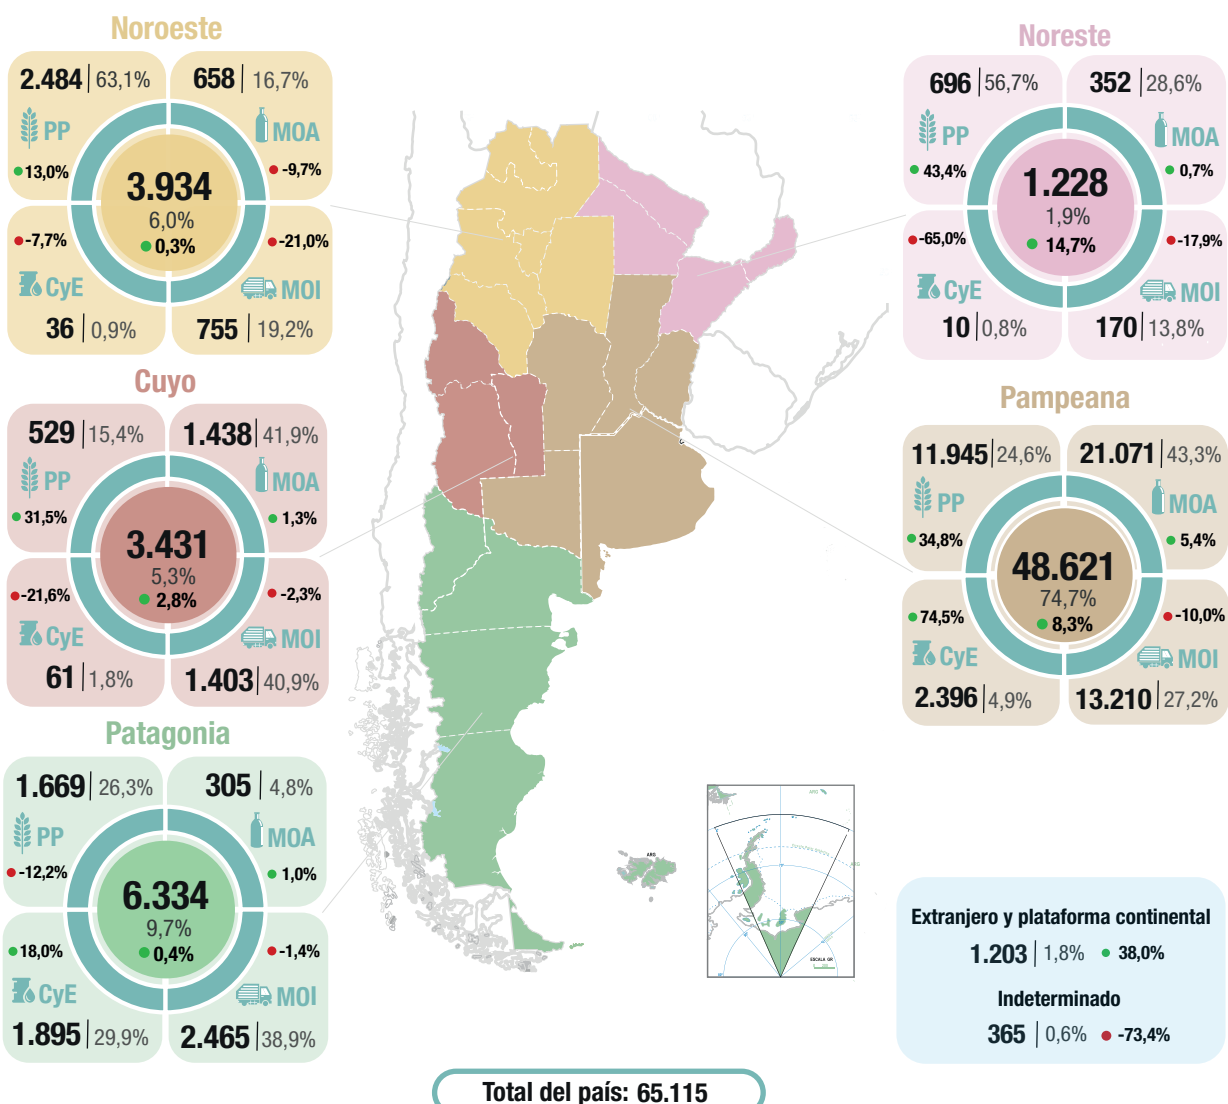 Noroeste
2.484 | 63,1%
658 | 16,7%
PP
MOA
13,0%
-9,7%
3.934
6,0%
0,3%
-7,7%
-21,0%
CyE
MOI
36 | 0,9%
755 | 19,2%
Noreste
696 | 56,7%
352 | 28,6%
PP
MOA
43,4%
0,7%
1.228
1,9%
14,7%
-65,0%
-17,9%
CyE
MOI
10 | 0,8%
170 | 13,8%
Cuyo
529 | 15,4%
1.438 | 41,9%
PP
MOA
31,5%
1,3%
3.431
5,3%
2,8%
-21,6%
-2,3%
CyE
MOI
61 | 1,8%
1.403 | 40,9%
Pampeana
11.945 | 24,6%
21.071 | 43,3%
PP
MOA
34,8%
5,4%
48.621
74,7%
8,3%
74,5%
-10,0%
CyE
MOI
2.396 | 4,9%
13.210 | 27,2%
Patagonia
1.669 | 26,3%
305 | 4,8%
PP
MOA
-12,2%
1,0%
6.334
9,7%
0,4%
18,0%
-1,4%
CyE
MOI
1.895 | 29,9%
2.465 | 38,9%
ARG
ARG
ARG
ESCALA GR
Extranjero y plataforma continental
1.203 | 1,8% 38,0%
Indeterminado
365 | 0,6% -73,4%
Total del país: 65.115